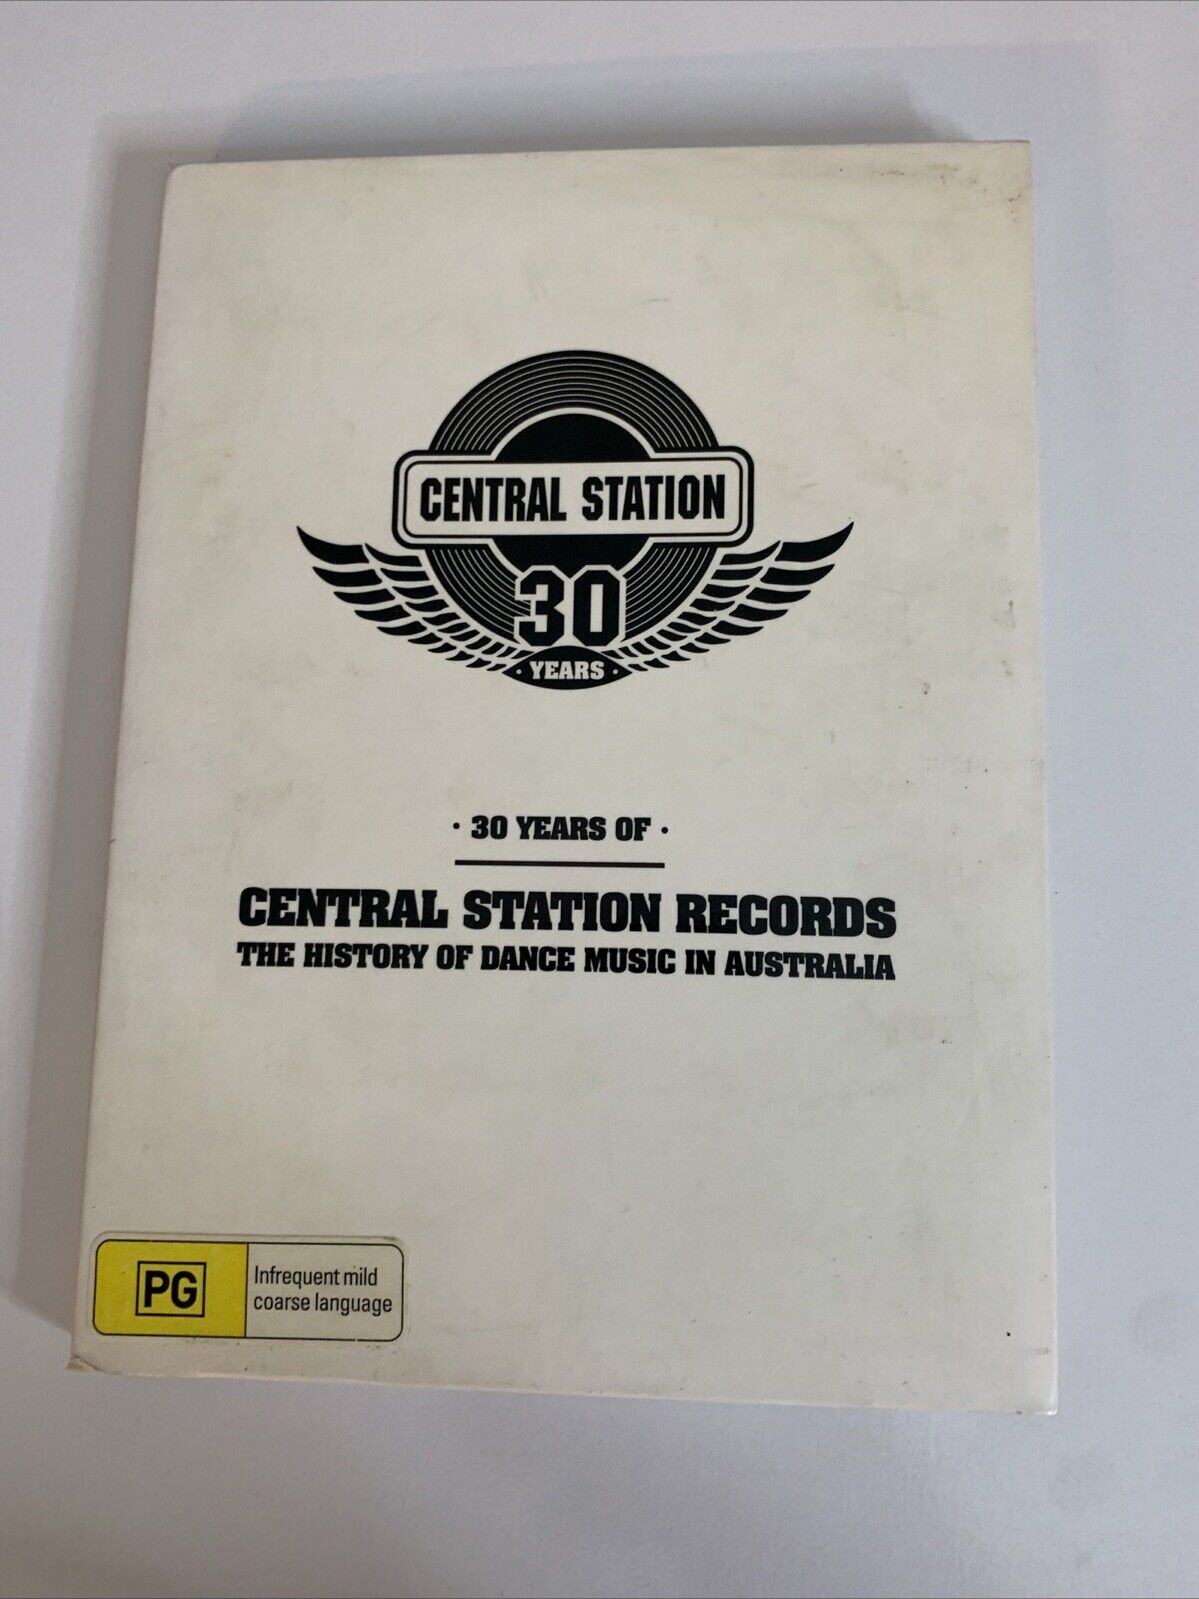 CENTRAL STATION
30
· YEARS ·
· 30 YEARS OF ·
CENTRAL STATION RECORDS
THE HISTORY OF DANCE MUSIC IN AUSTRALIA
PG
Infrequent mild
coarse language